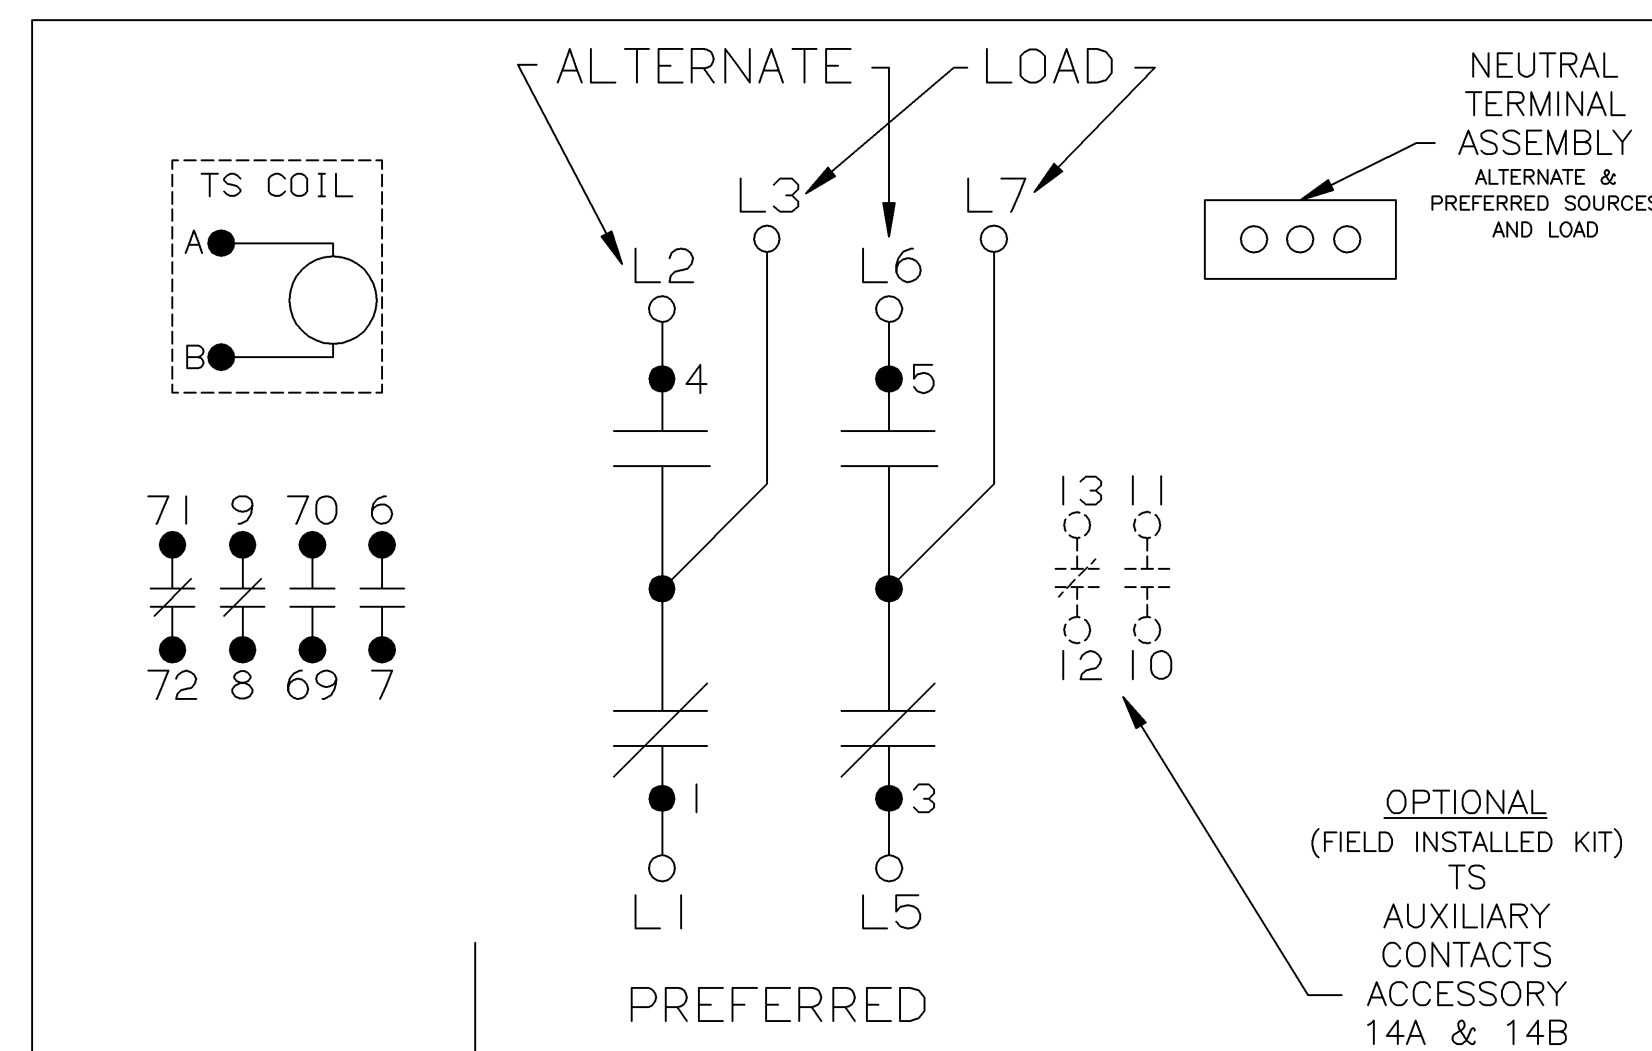 ALTERNATE
LOAD
NEUTRAL
TERMINAL
ASSEMBLY
ALTERNATE &
PREFERRED SOURCES
AND LOAD
TS COIL
A
B
L3
L7
L2
L6
4
5
71 9 70 6
72 8 69 7
13 11
12 10
1
3
L1
L5
PREFERRED
OPTIONAL
(FIELD INSTALLED KIT)
TS
AUXILIARY
CONTACTS
ACCESSORY
14A & 14B